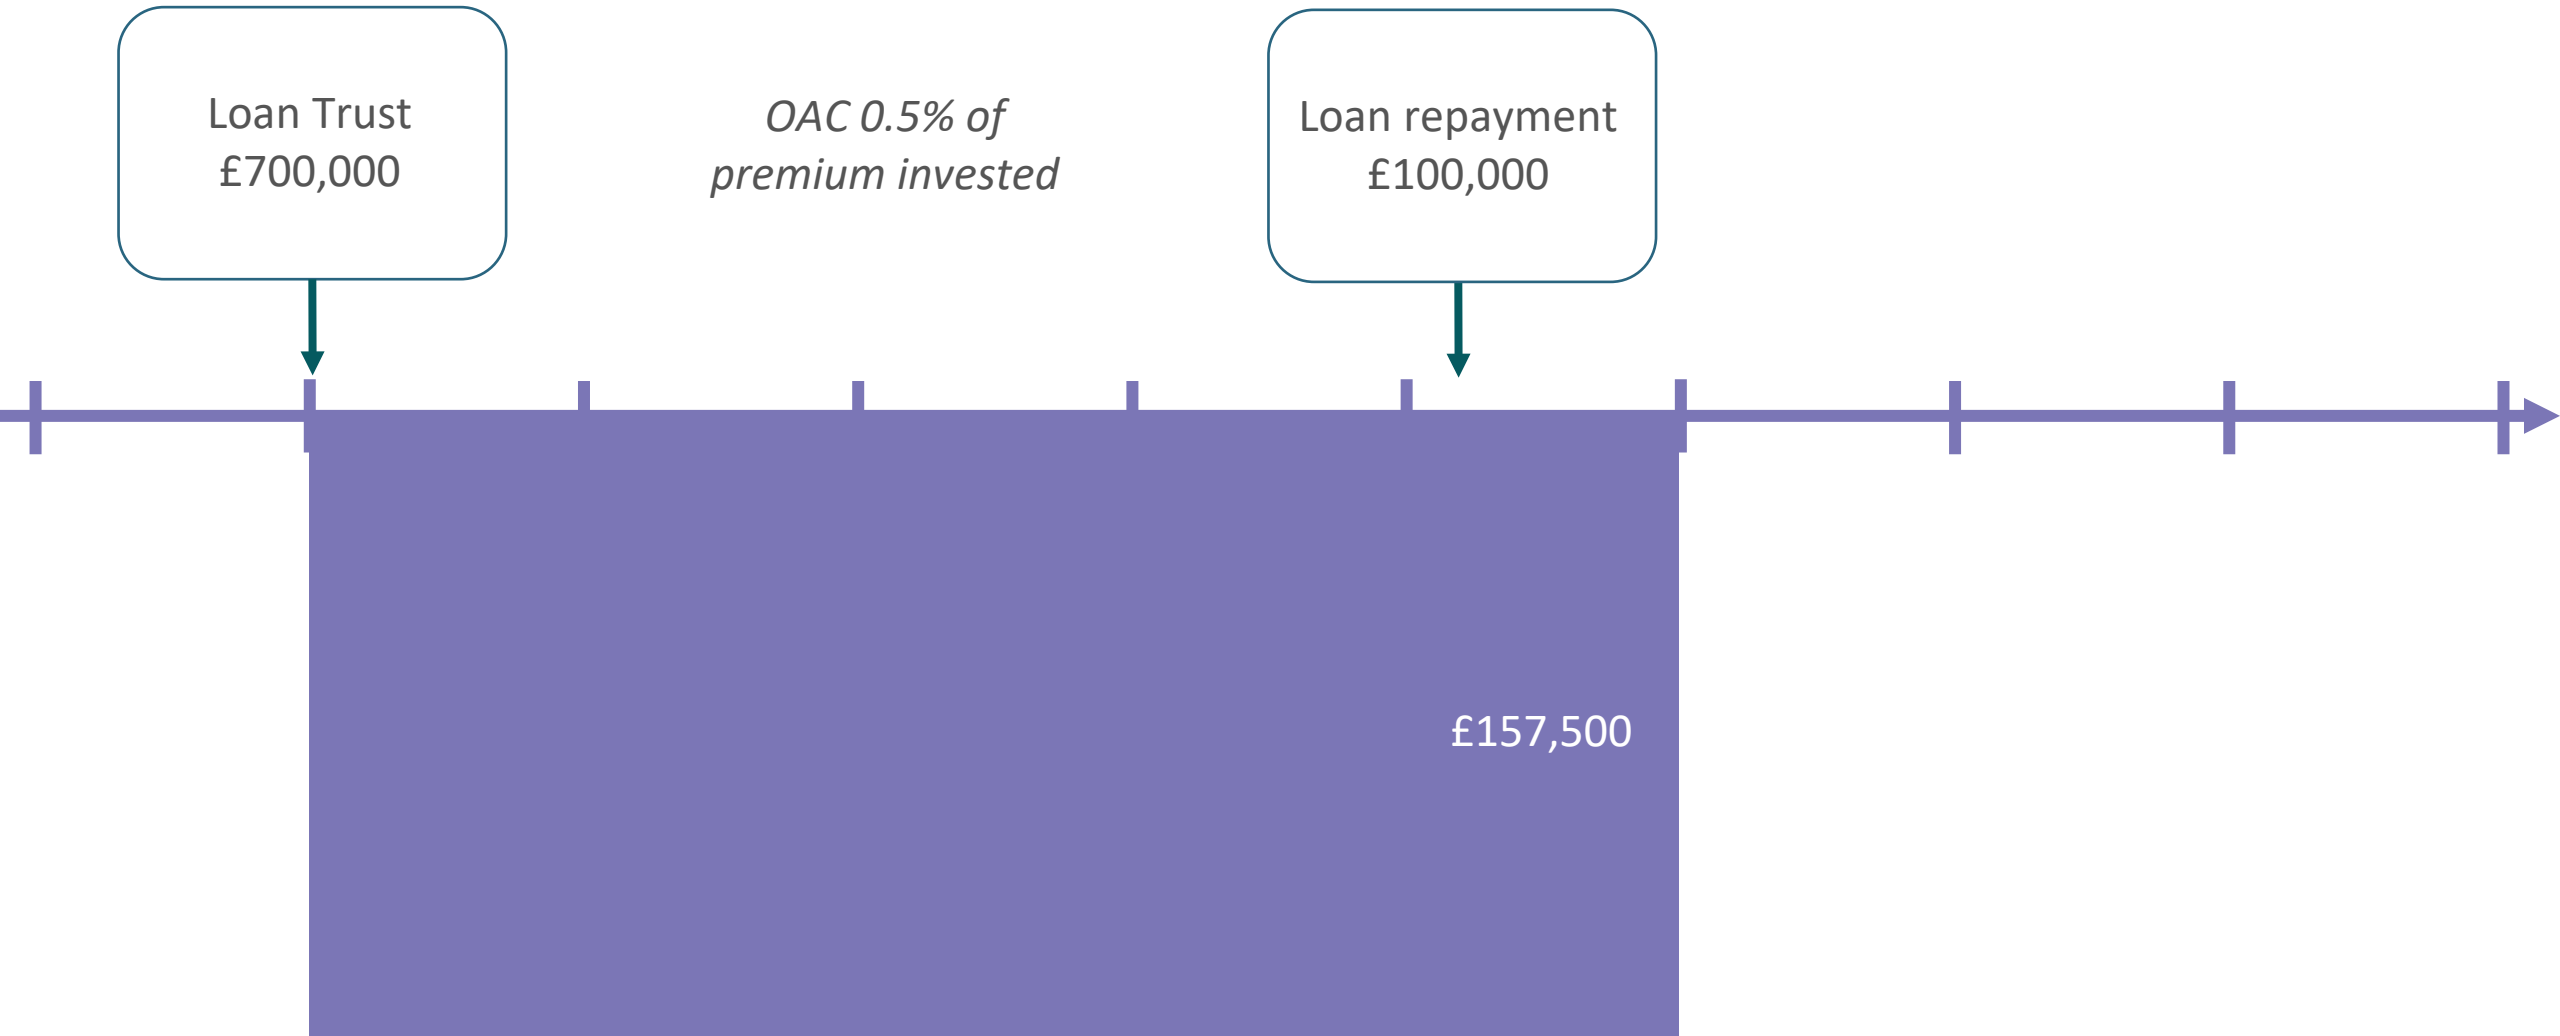 Loan Trust
£700,000
OAC 0.5% of
premium invested
Loan repayment
£100,000
£157,500